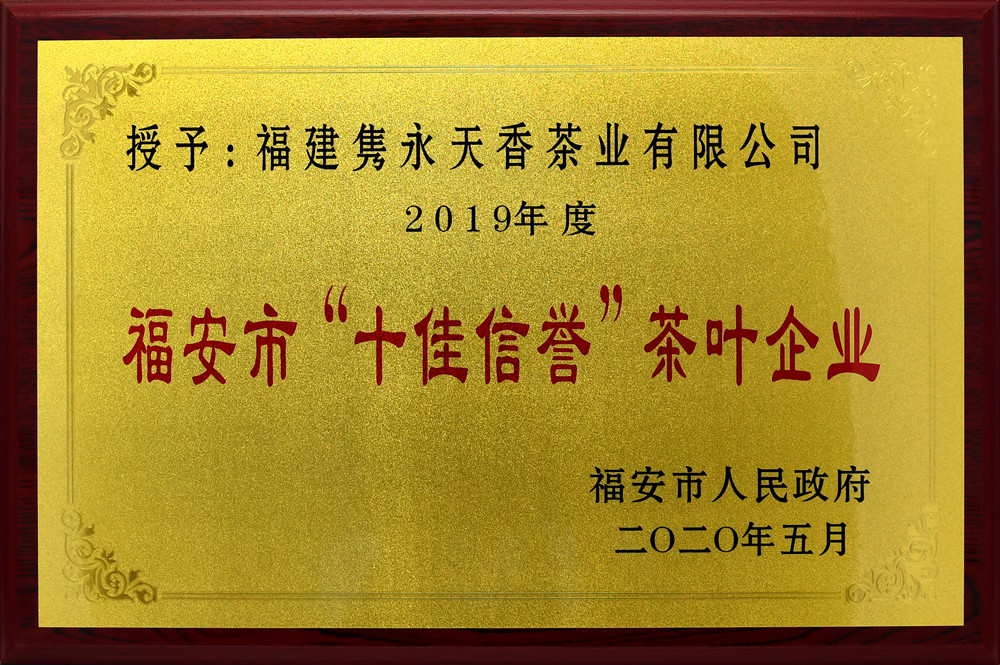 授予：福建隽永天香茶业有限公司
2019年度
福安市“十佳信誉”茶叶企业
福安市人民政府
二〇二〇年五月